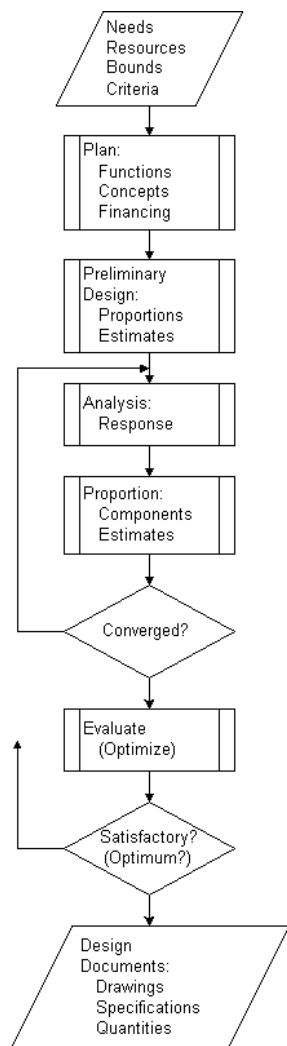 Needs
Resources
Bounds
Criteria
Plan:
Functions
Concepts
Financing
Preliminary
Design:
Proportions
Estimates
Analysis:
Response
Proportion:
Components
Estimates
Converged?
Evaluate
(Optimize)
Satisfactory?
(Optimum?)
Design
Documents:
Drawings
Specifications
Quantities